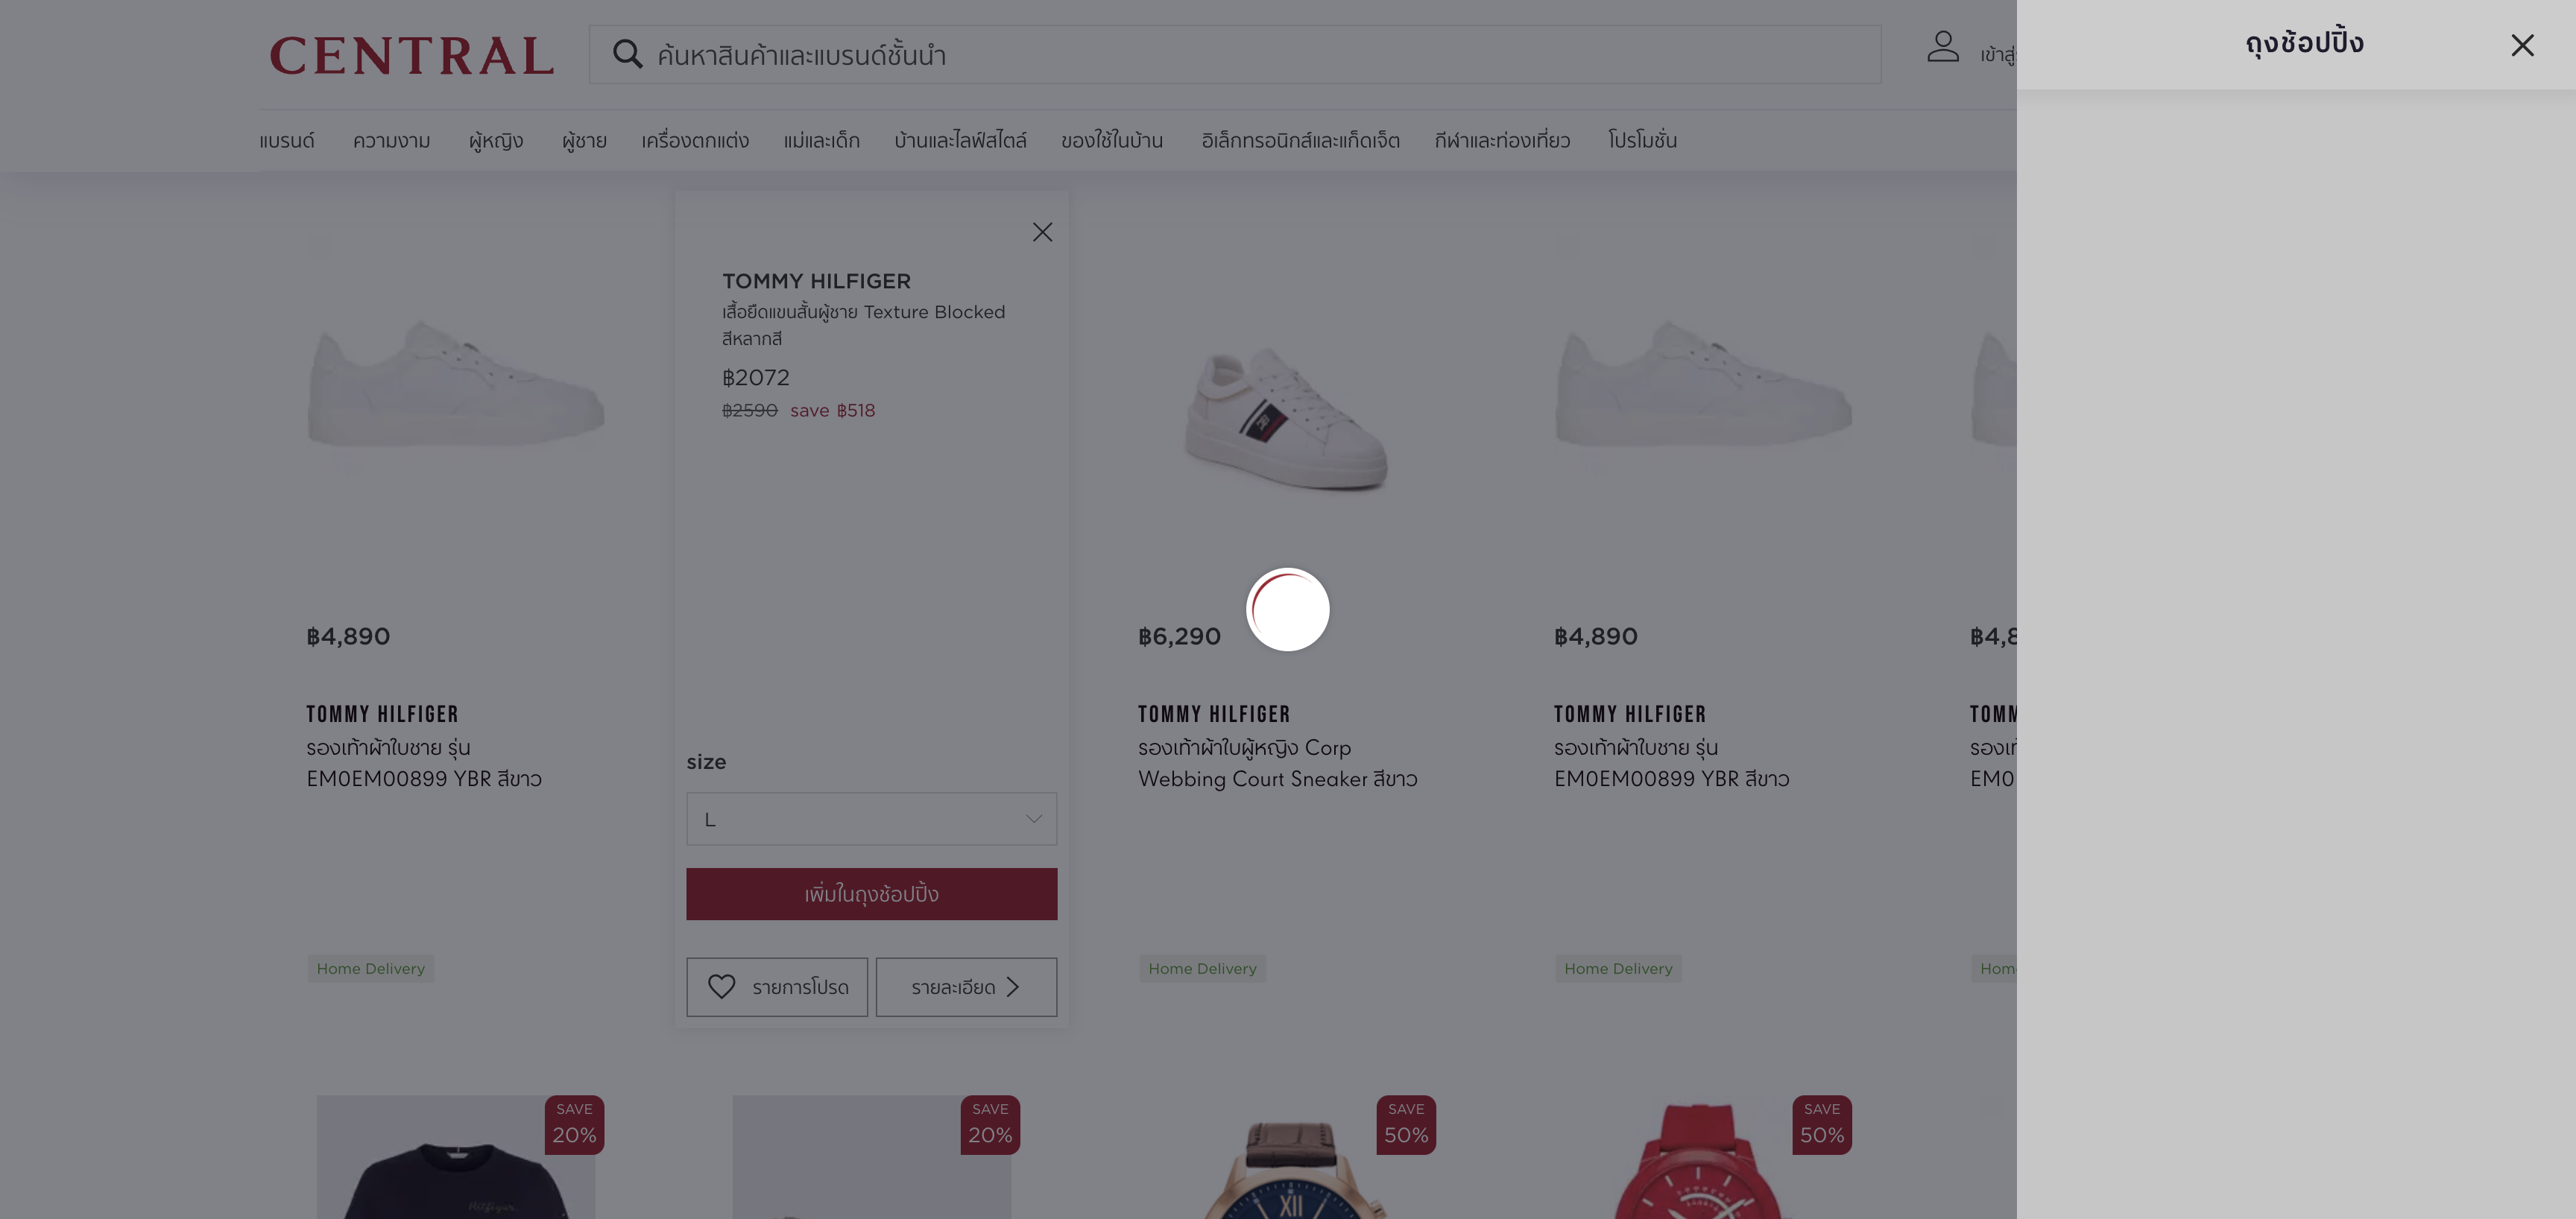 CENTRAL
ค้นหาสินค้าและแบรนด์ชั้นนำ
ถุงช้อปปิ้ง
แบรนด์ ความงาม ผู้หญิง ผู้ชาย เครื่องตกแต่ง แม่และเด็ก บ้านและไลฟ์สไตล์ ของใช้ในบ้าน อิเล็กทรอนิกส์และแก็ดเจ็ต กีฬาและท่องเที่ยว โปรโมชั่น
TOMMY HILFIGER
เสื้อยืดแขนสั้นผู้ชาย Texture Blocked
สีหลากสี
฿2072
฿2590 save ฿518
size
L
เพิ่มในถุงช้อปปิ้ง
รายการโปรด รายละเอียด
฿4,890
TOMMY HILFIGER
รองเท้าผ้าใบชาย รุ่น
EM0EM00899 YBR สีขาว
Home Delivery
฿6,290
TOMMY HILFIGER
รองเท้าผ้าใบผู้หญิง Corp
Webbing Court Sneaker สีขาว
Home Delivery
฿4,890
TOMMY HILFIGER
รองเท้าผ้าใบชาย รุ่น
EM0EM00899 YBR สีขาว
Home Delivery
SAVE
20%
SAVE
20%
SAVE
50%
SAVE
50%
Hilfiger
XII